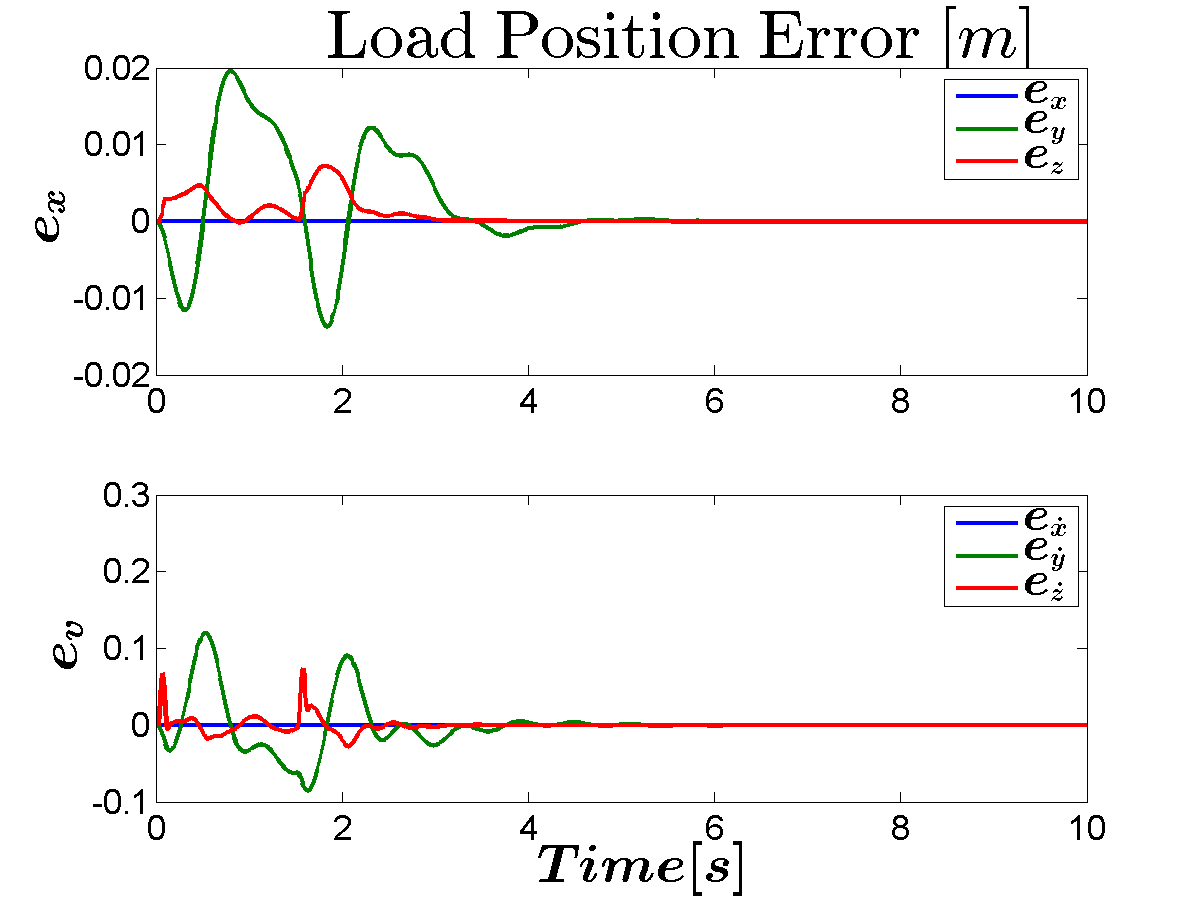 Load Position Error [m]
0.02
0.01
0
-0.01
-0.02
e_x
e_x
e_y
e_z
0 2 4 6 8 10
0.3
0.2
0.1
0
-0.1
e_v
e_ẋ
e_ẏ
e_ż
0 2 4 6 8 10
Time[s]